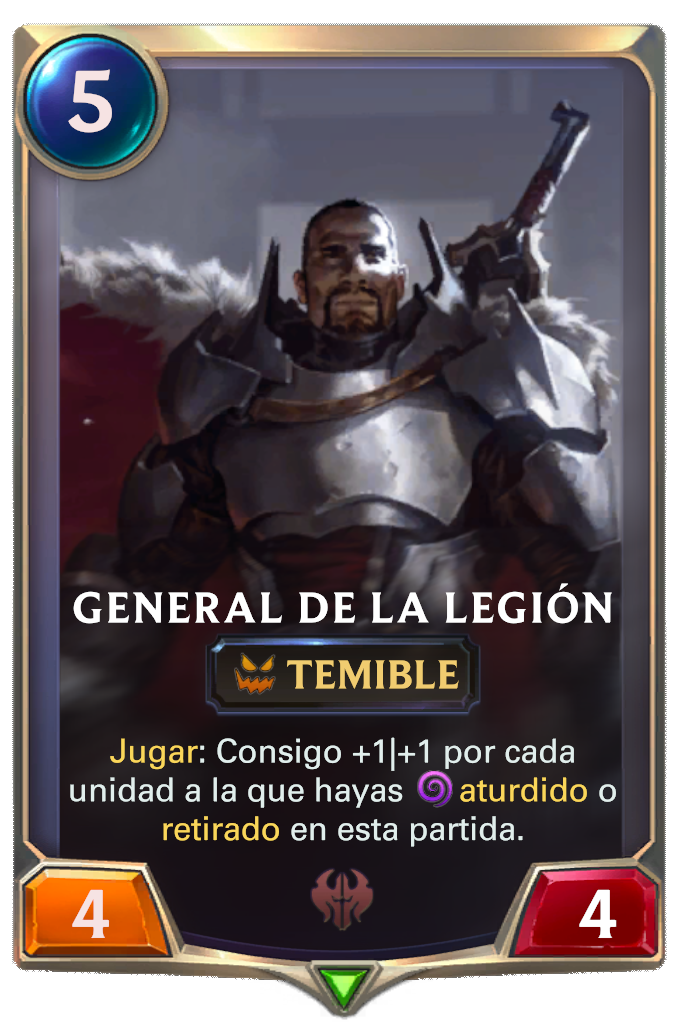 5
GENERAL DE LA LEGIÓN
TEMIBLE
Jugar: Consigo +1|+1 por cada
unidad a la que hayas aturdido o
retirado en esta partida.
4
4